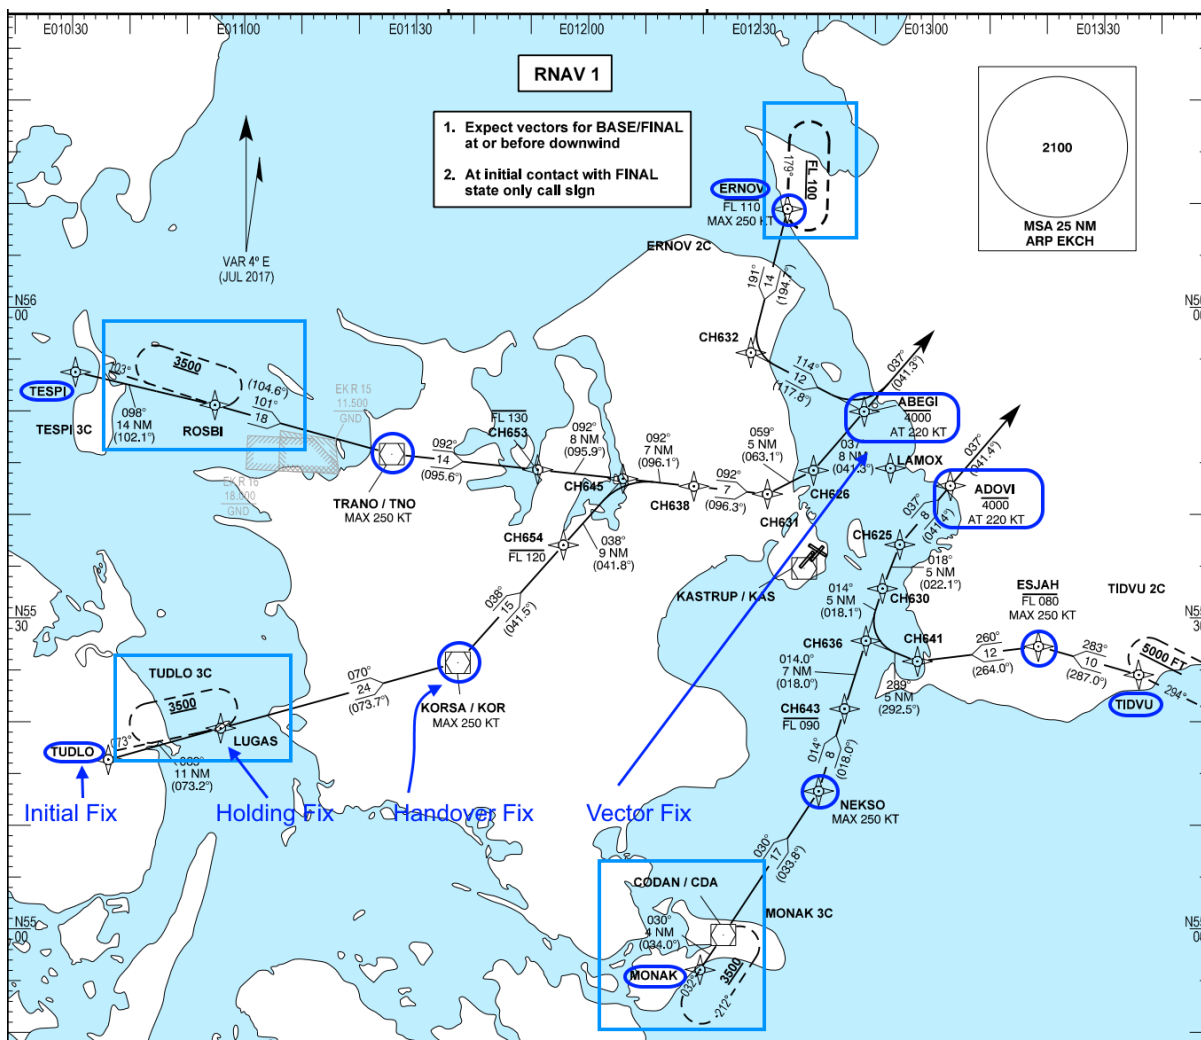 E010,30
E011,00
E011,30
E012,00
E012,30
E013,00
E013,30
RNAV 1
1. Expect vectors for BASE/FINAL
at or before downwind
2. At initial contact with FINAL
state only call sign
2100
MSA 25 NM
ARP EKCH
VAR 4° E
(JUL 2017)
179°
FL 100
ERNOV
FL 110
MAX 250 KT
ERNOV 2C
191°
14
(194.7°)
N56
00
CH632
114°
12
(117.8°)
037°
(041.3°)
ABEGI
4000
AT 220 KT
103°
3500
(104.6°)
101°
18
TESPI
098°
14 NM
(102.1°)
TESPI 3C
ROSBI
EK R 15
11.500
GND
EK R 16
18.000
GND
FL 130
CH653
092°
14
(095.6°)
TRANO / TNO
MAX 250 KT
092°
8 NM
(095.9°)
CH645
092°
7 NM
(096.1°)
CH638
092°
7
(096.3°)
059°
5 NM
(063.1°)
CH631
CH626
037°
8 NM
LAMOX
037°
(041.4°)
ADOVI
4000
AT 220 KT
037°
8
(041.4°)
CH625
CH654
FL 120
038°
9 NM
(041.8°)
KASTRUP / KAS
018°
5 NM
(022.1°)
CH630
014°
5 NM
(018.1°)
CH636
CH641
ESJAH
FL 080
MAX 250 KT
TIDVU 2C
260°
12
(264.0°)
283°
10
(287.0°)
5000 FT
294°
TIDVU
N55
30
038°
15
(041.5°)
070°
24
(073.7°)
KORSA / KOR
MAX 250 KT
014.0°
7 NM
(018.0°)
289°
5 NM
(292.5°)
CH643
FL 090
014°
8
(018.0°)
NEKSO
MAX 250 KT
TUDLO 3C
3500
LUGAS
TUDLO
073°
11 NM
(073.2°)
Initial Fix
Holding Fix
Handover Fix
Vector Fix
030°
17
(033.8°)
CODAN / CDA
MONAK 3C
030°
4 NM
(034.0°)
MONAK
032°
3500
212°
N55
00